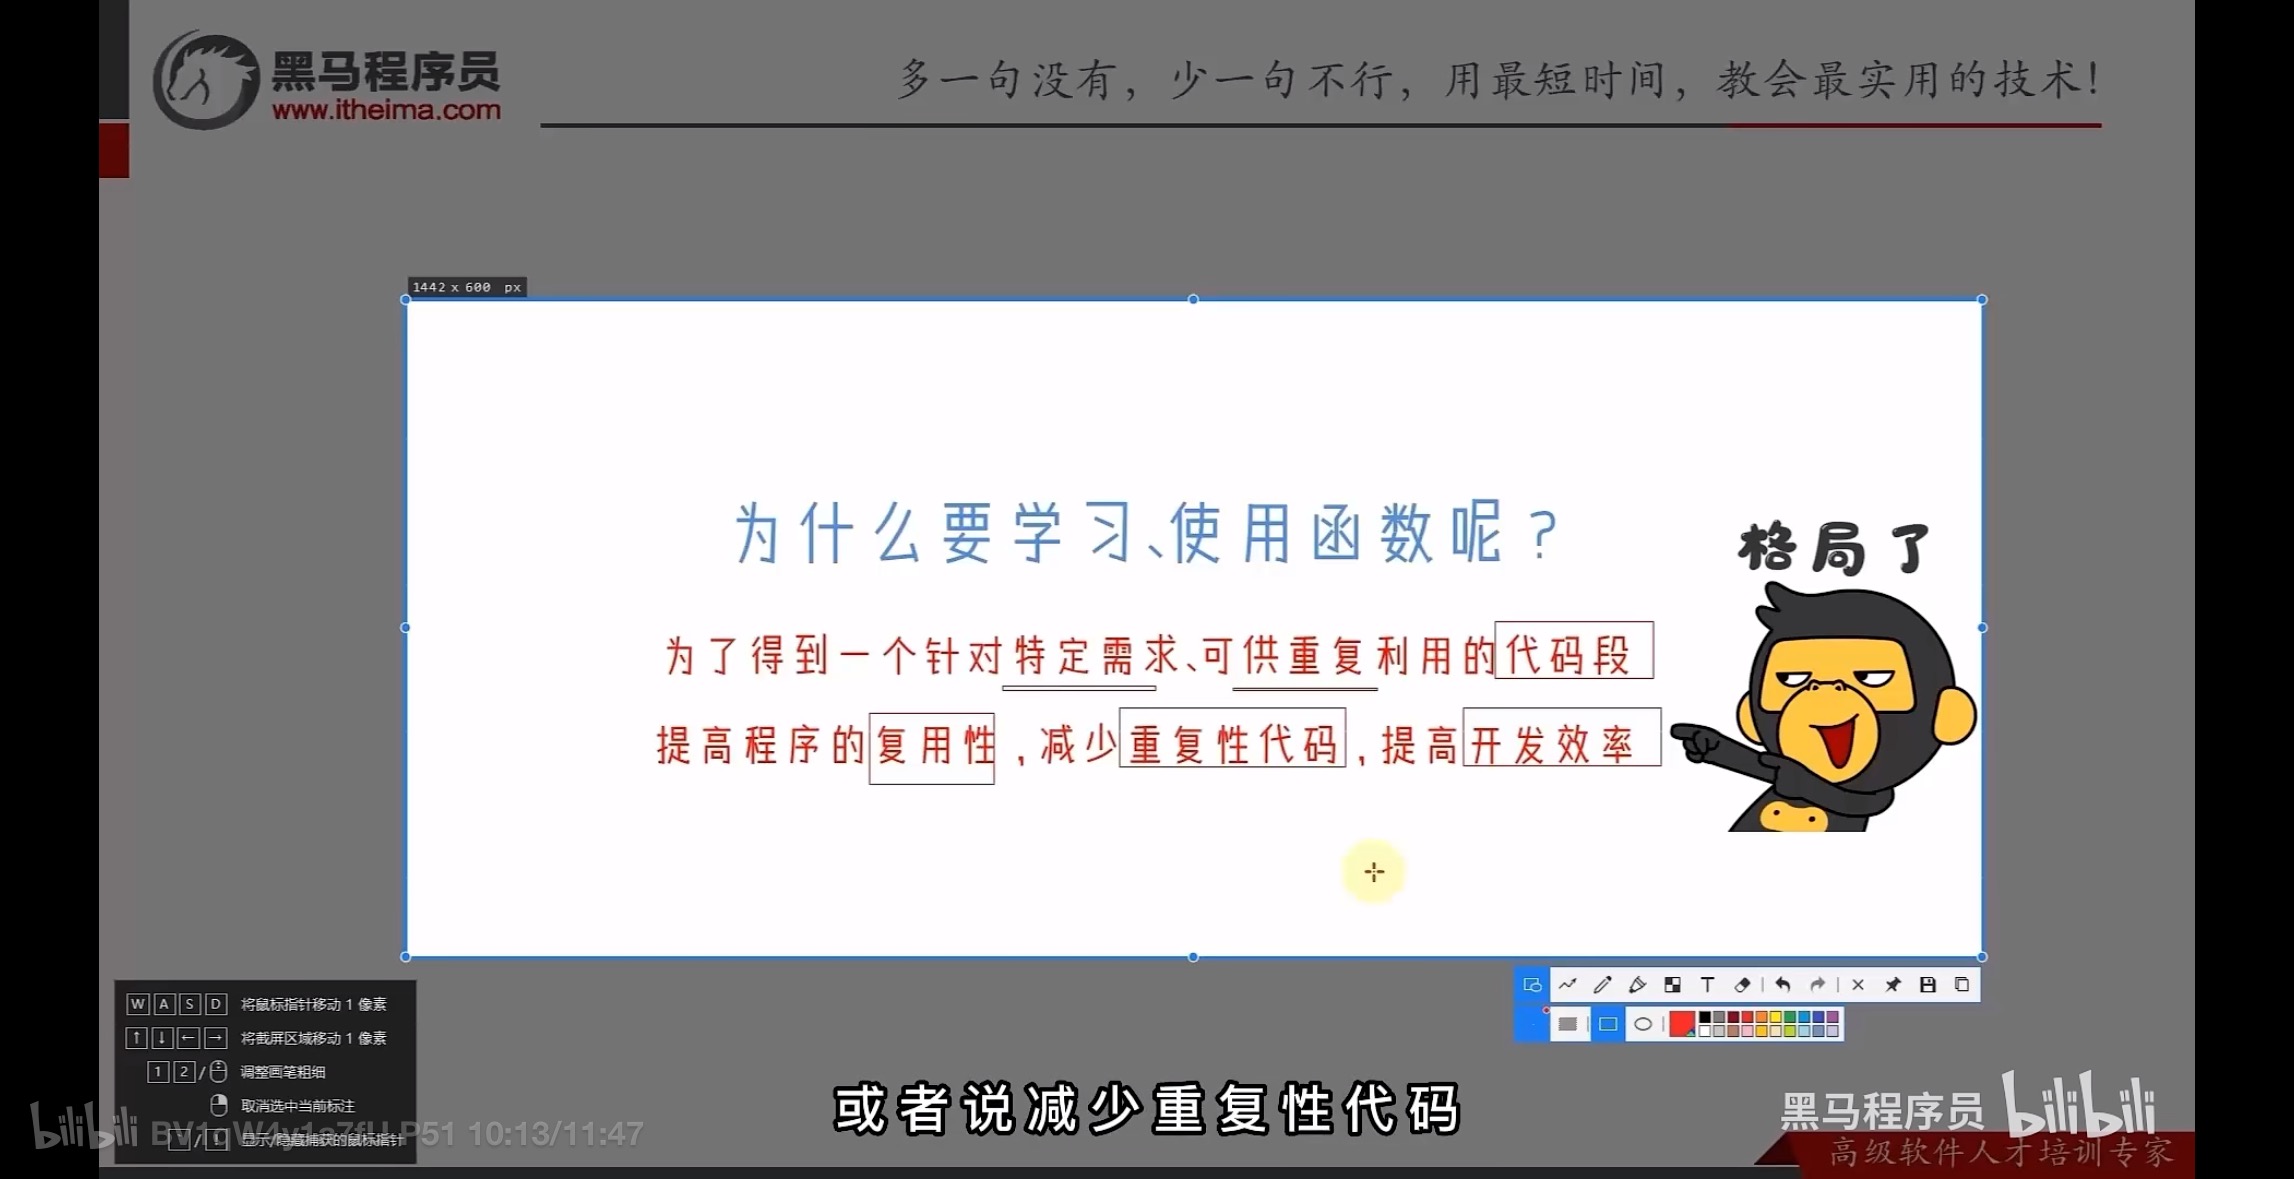 黑马程序员
www.itheima.com
多一句没有，少一句不行，用最短时间，教会最实用的技术！
1442 x 600 px
为什么要学习、使用函数呢？
格局了
为了得到一个针对特定需求、可供重复利用的代码段
提高程序的复用性，减少重复性代码，提高开发效率
W A S D 将鼠标指针移动 1 像素
↑ ↓ ← → 将截屏区域移动 1 像素
1 2 / 调整画笔粗细
取消选中当前标注
显示/隐藏捕获的鼠标指针
bilibili P51 10:13/11:47
T
或者说减少重复性代码
黑马程序员 bilibili
高级软件人才培训专家